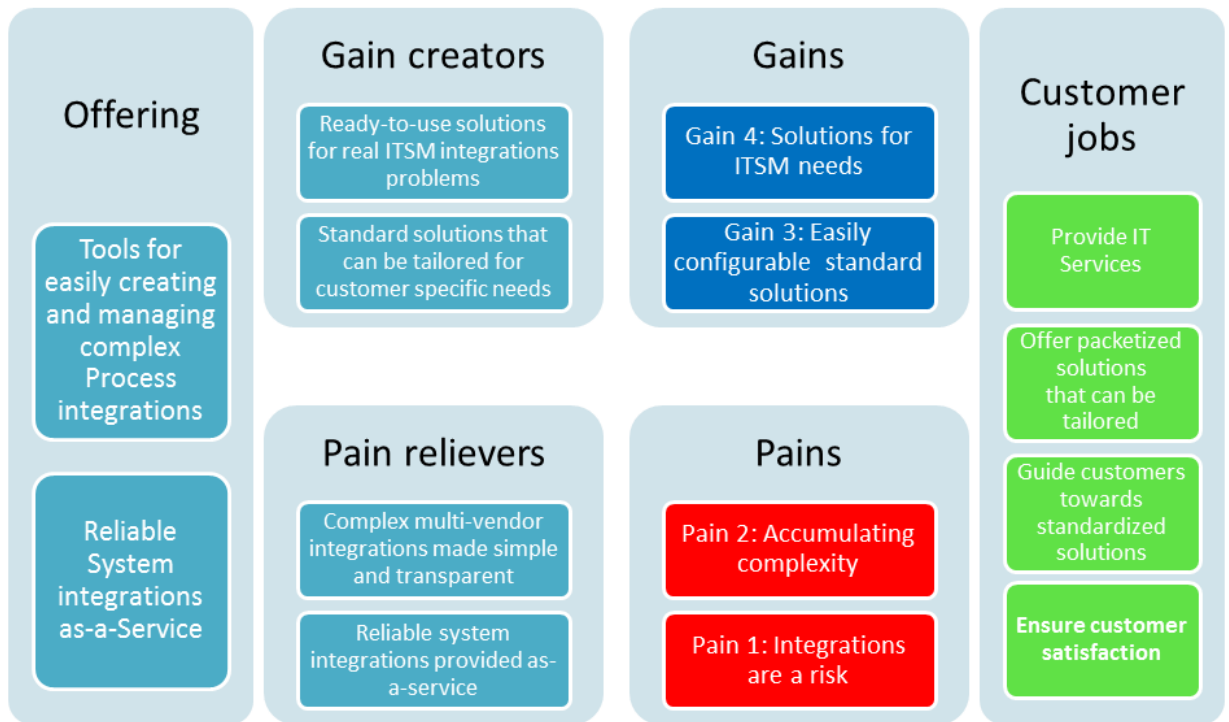 Offering
Tools for
easily creating
and managing
complex
Process
integrations
Reliable
System
integrations
as-a-Service
Gain creators
Ready-to-use solutions
for real ITSM integrations
problems
Standard solutions that
can be tailored for
customer specific needs
Pain relievers
Complex multi-vendor
integrations made simple
and transparent
Reliable system
integrations provided as-
a-service
Gains
Gain 4: Solutions for
ITSM needs
Gain 3: Easily
configurable standard
solutions
Pains
Pain 2: Accumulating
complexity
Pain 1: Integrations
are a risk
Customer
jobs
Provide IT
Services
Offer packetized
solutions
that can be
tailored
Guide customers
towards
standardized
solutions
Ensure customer
satisfaction